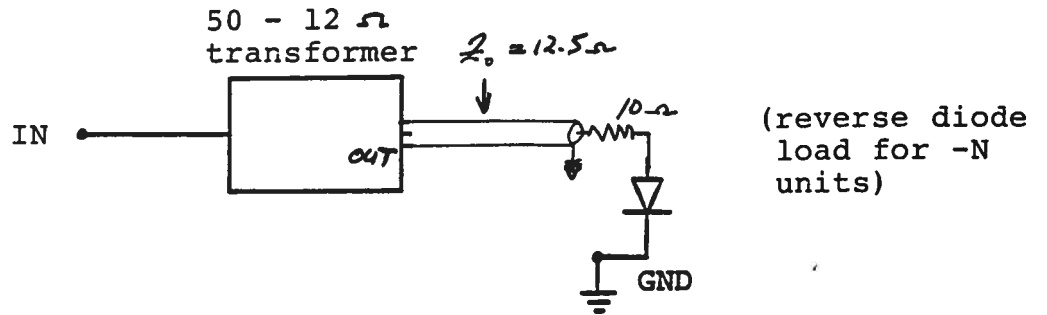 50 - 12 Ω
transformer
Z₀ = 12.5 Ω
10 Ω
IN
OUT
(reverse diode
load for -N
units)
GND